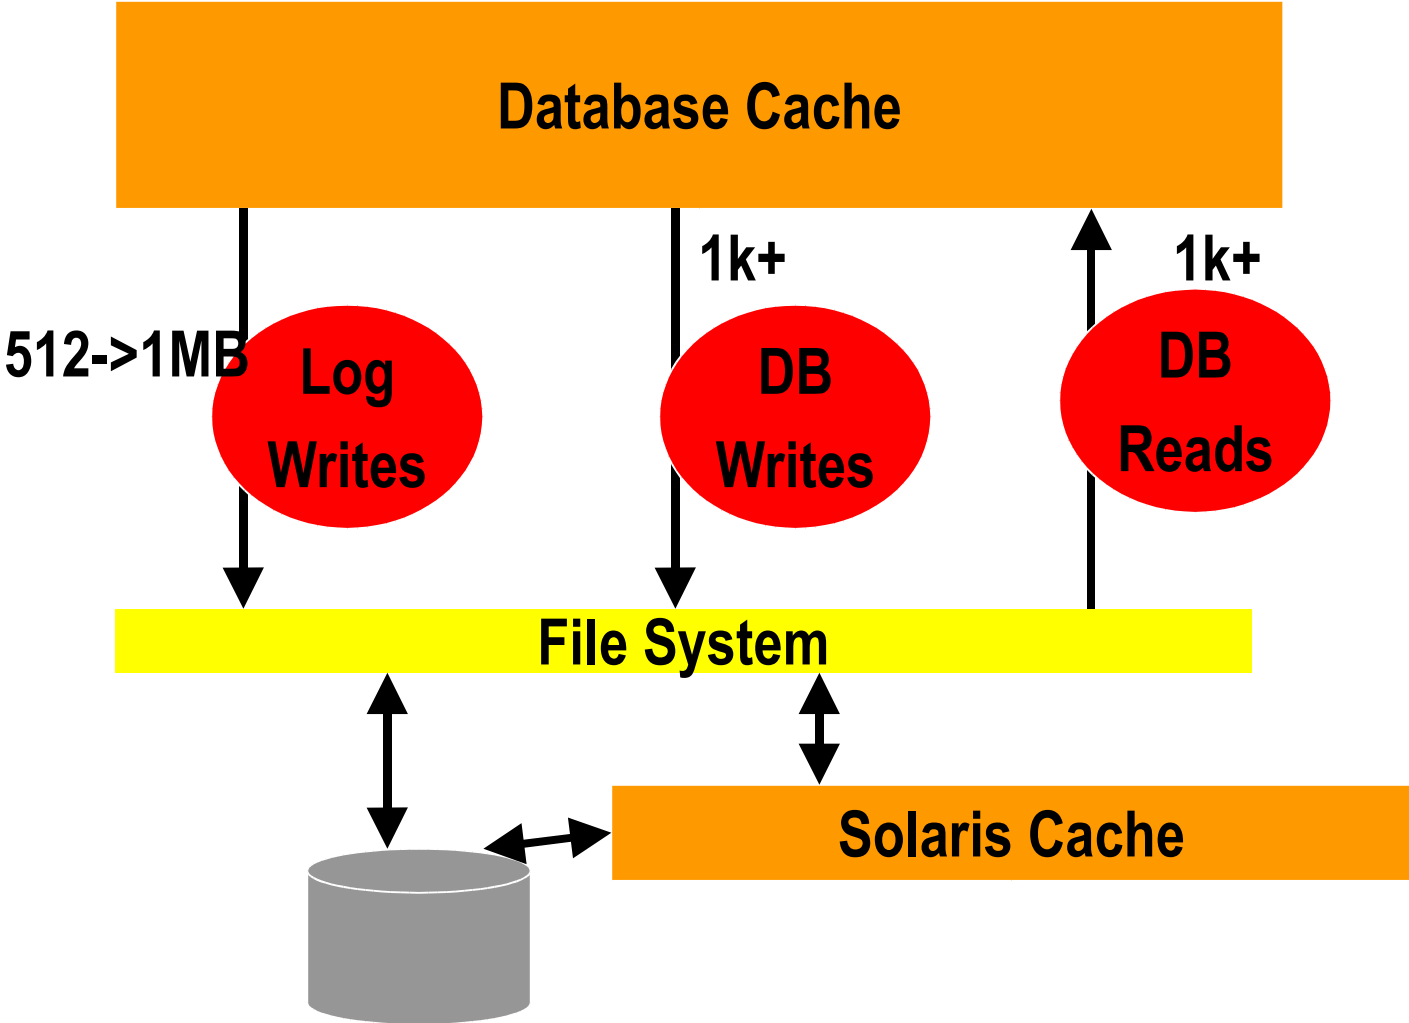 Database Cache
1k+
1k+
512->1MB
Log
Writes
DB
Writes
DB
Reads
File System
Solaris Cache